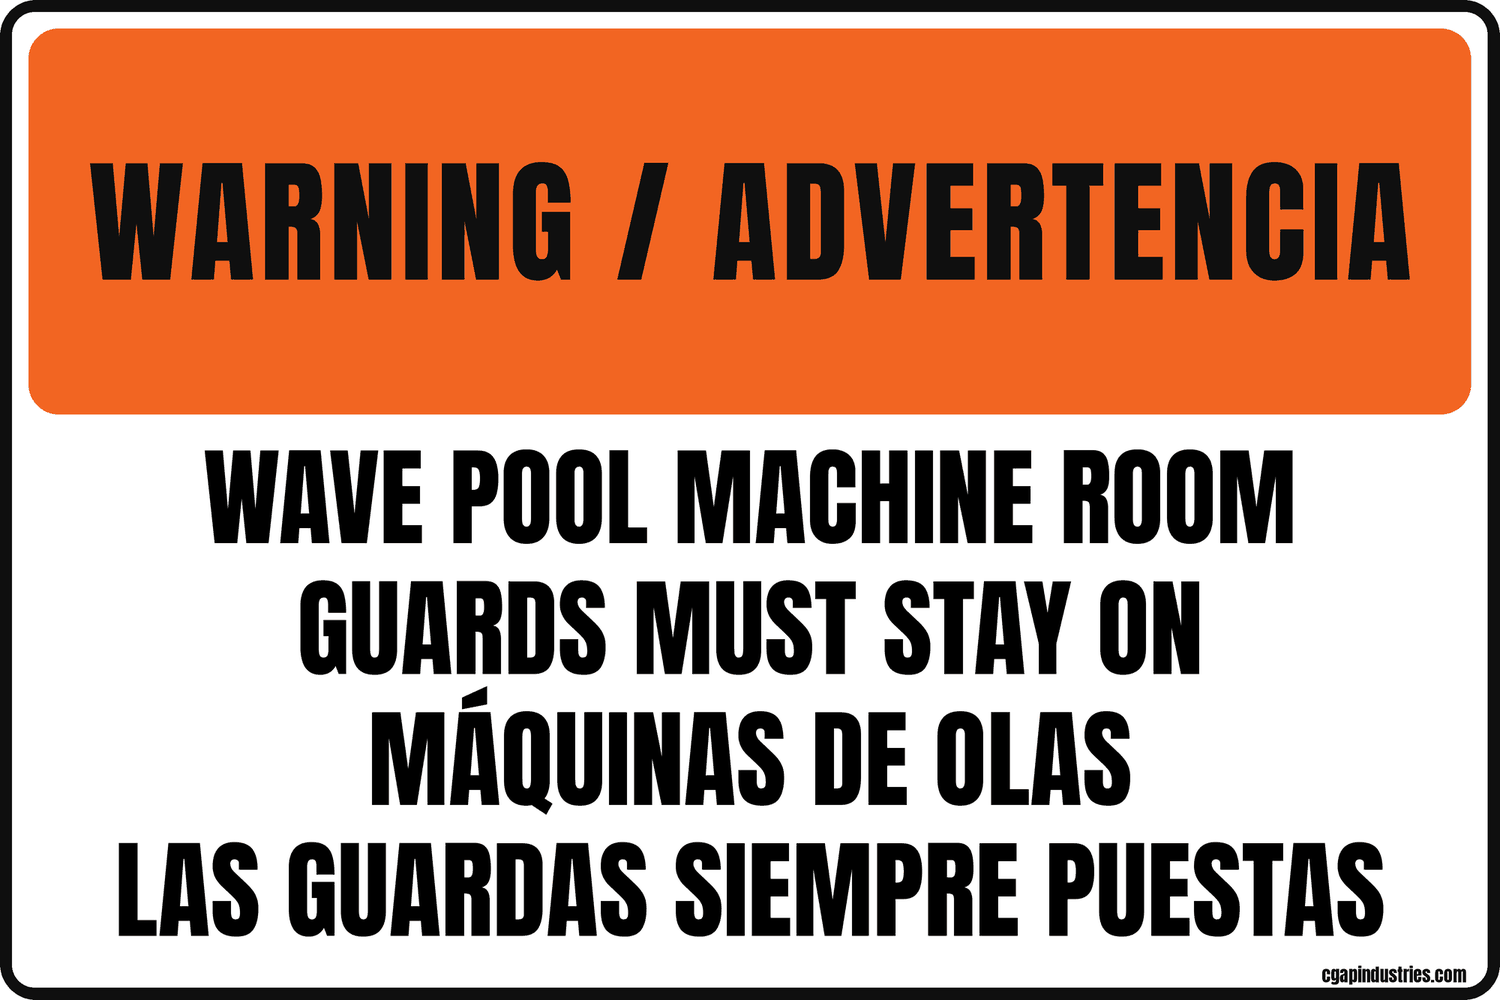 WARNING / ADVERTENCIA
WAVE POOL MACHINE ROOM
GUARDS MUST STAY ON
MÁQUINAS DE OLAS
LAS GUARDAS SIEMPRE PUESTAS
cgapindustries.com